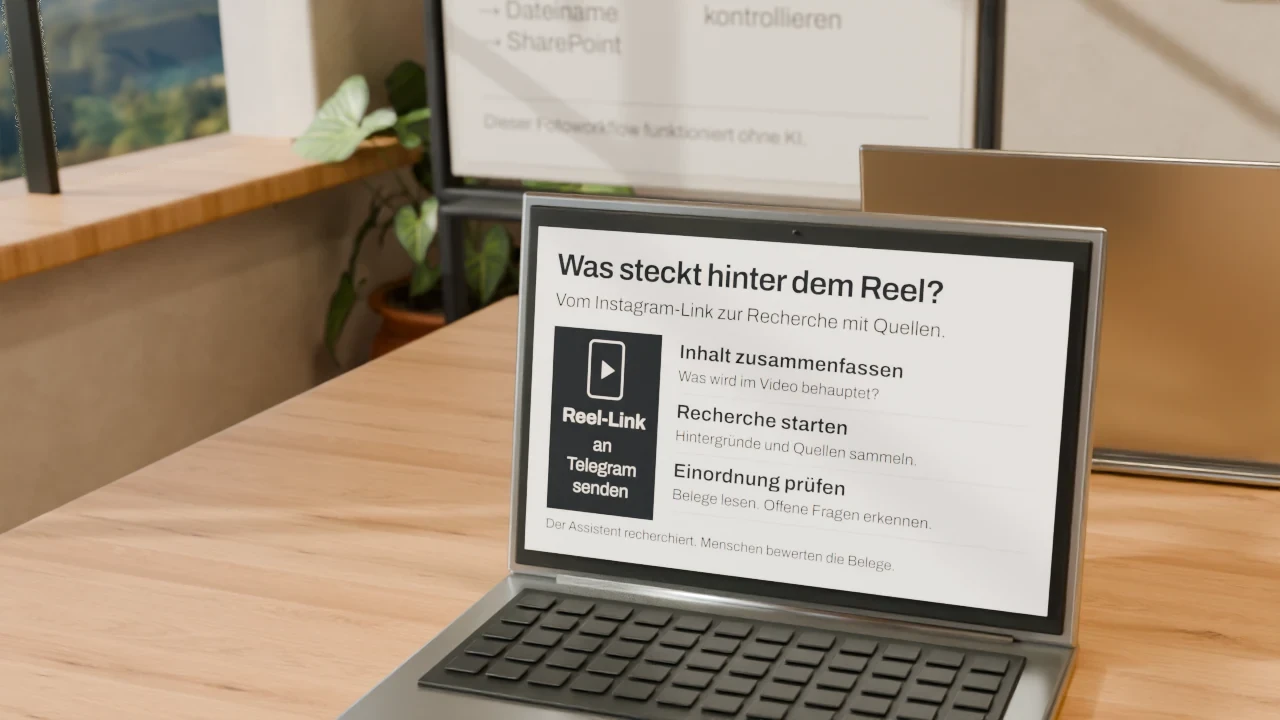 → Dateiname
→ SharePoint
kontrollieren
Dieser Fotoworkflow funktioniert ohne KI.
Was steckt hinter dem Reel?
Vom Instagram-Link zur Recherche mit Quellen.
Reel-Link
an
Telegram
senden
Inhalt zusammenfassen
Was wird im Video behauptet?
Recherche starten
Hintergründe und Quellen sammeln.
Einordnung prüfen
Belege lesen. Offene Fragen erkennen.
Der Assistent recherchiert. Menschen bewerten die Belege.